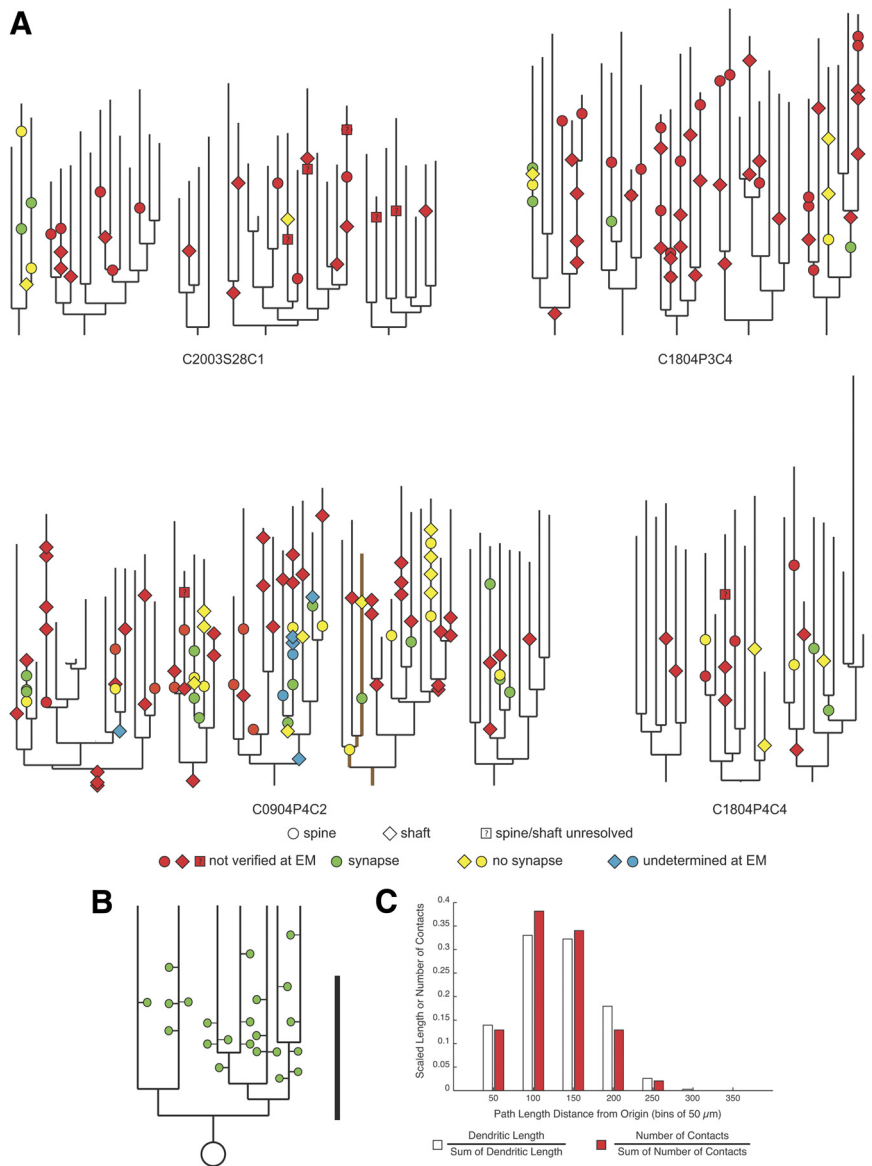 A
?
?
?
?
?
C2003S28C1
C1804P3C4
?
?
C0904P4C2
C1804P4C4
spine
shaft
? spine/shaft unresolved
? not verified at EM
synapse
no synapse
undetermined at EM
B
C
Scaled Length or Number of Contacts
0.4
0.35
0.3
0.25
0.2
0.15
0.1
0.05
0
50 100 150 200 250 300 350
Path Length Distance from Origin (bins of 50 µm)
Dendritic Length
Sum of Dendritic Length
Number of Contacts
Sum of Number of Contacts